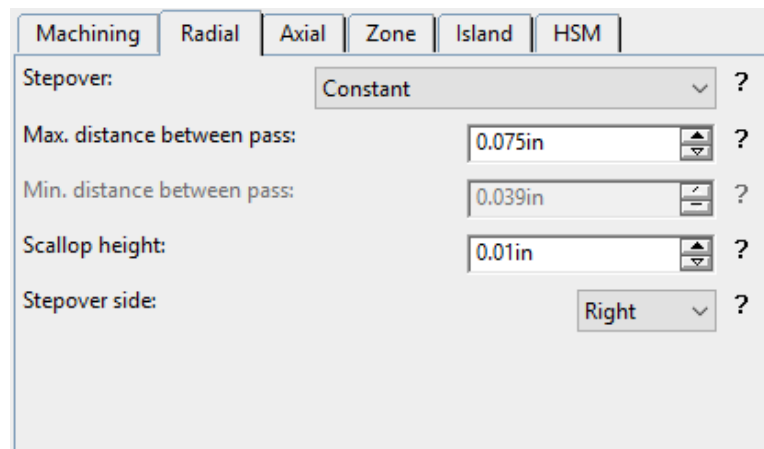 Machining Radial Axial Zone Island HSM
Stepover: Constant ?
Max. distance between pass: 0.075in ?
Min. distance between pass: 0.039in ?
Scallop height: 0.01in ?
Stepover side: Right ?